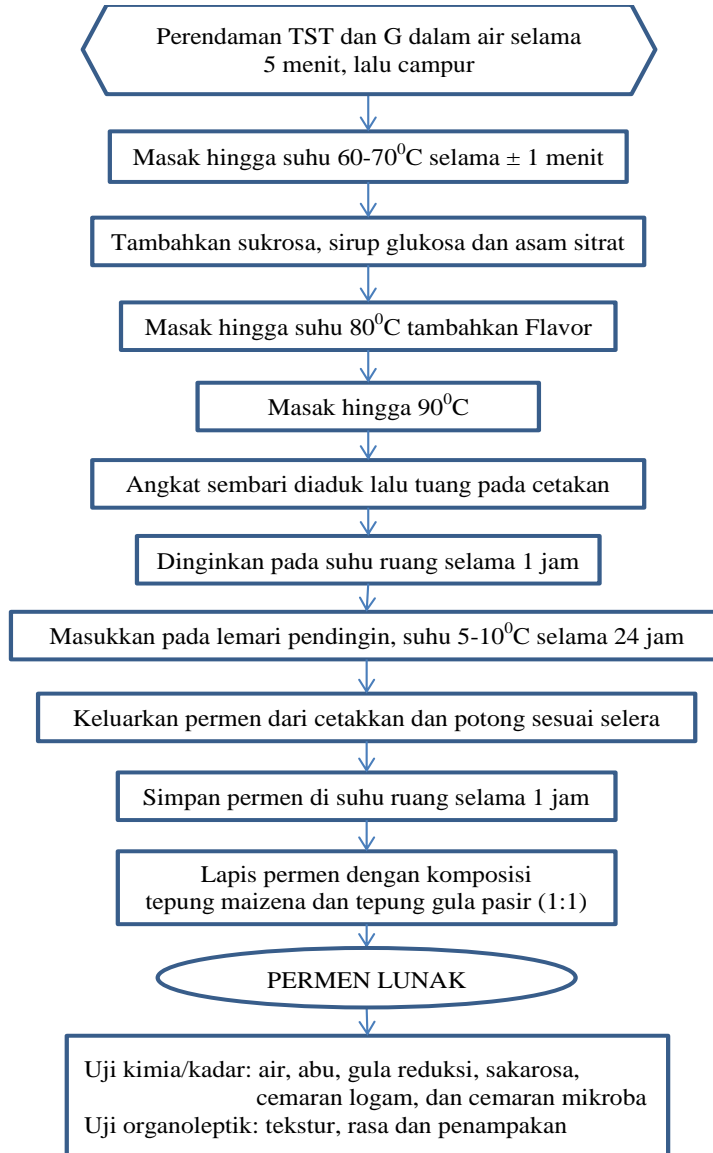 Perendaman TST dan G dalam air selama
5 menit, lalu campur
Masak hingga suhu 60-70⁰C selama ± 1 menit
Tambahkan sukrosa, sirup glukosa dan asam sitrat
Masak hingga suhu 80⁰C tambahkan Flavor
Masak hingga 90⁰C
Angkat sembari diaduk lalu tuang pada cetakan
Dinginkan pada suhu ruang selama 1 jam
Masukkan pada lemari pendingin, suhu 5-10⁰C selama 24 jam
Keluarkan permen dari cetakkan dan potong sesuai selera
Simpan permen di suhu ruang selama 1 jam
Lapis permen dengan komposisi
tepung maizena dan tepung gula pasir (1:1)
PERMEN LUNAK
Uji kimia/kadar: air, abu, gula reduksi, sakarosa,
cemaran logam, dan cemaran mikroba
Uji organoleptik: tekstur, rasa dan penampakan